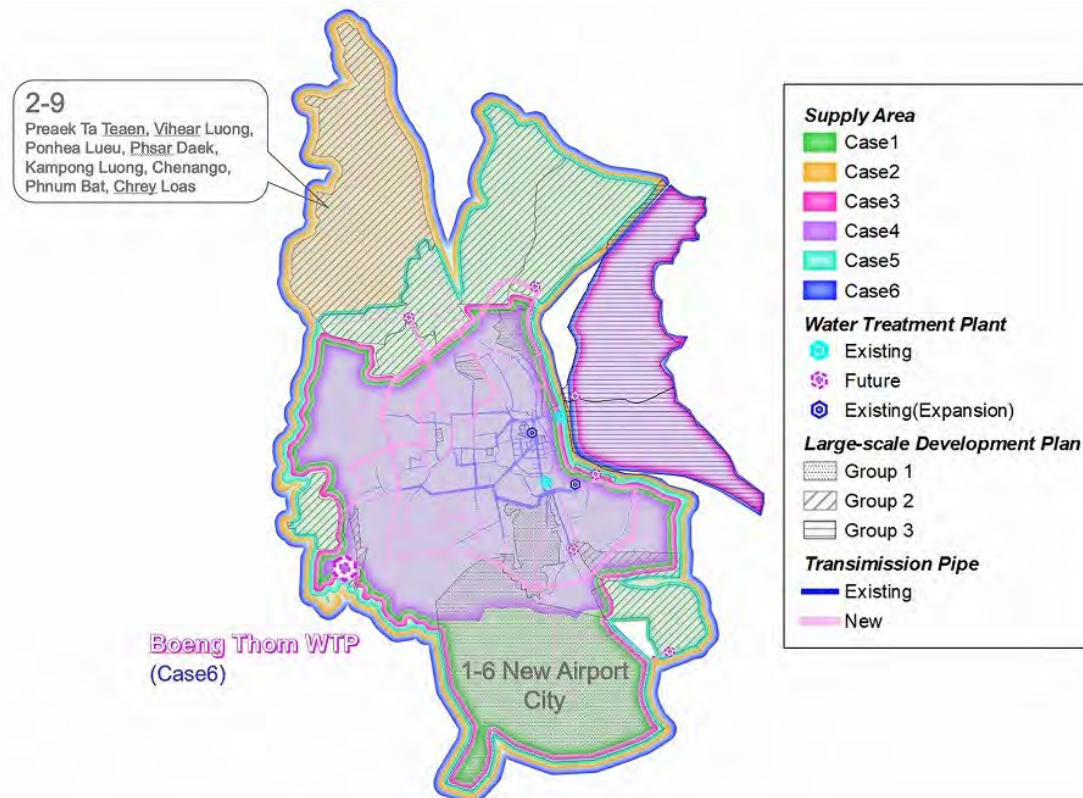 2-9
Preaek Ta Teaen, Vihear Luong,
Ponhea Lueu, Phsar Daek,
Kampong Luong, Chenango,
Phnum Bat, Chrey Loas
Boeng Thom WTP
(Case6)
1-6 New Airport
City
Supply Area
Case1
Case2
Case3
Case4
Case5
Case6
Water Treatment Plant
Existing
Future
Existing(Expansion)
Large-scale Development Plan
Group 1
Group 2
Group 3
Transimission Pipe
Existing
New